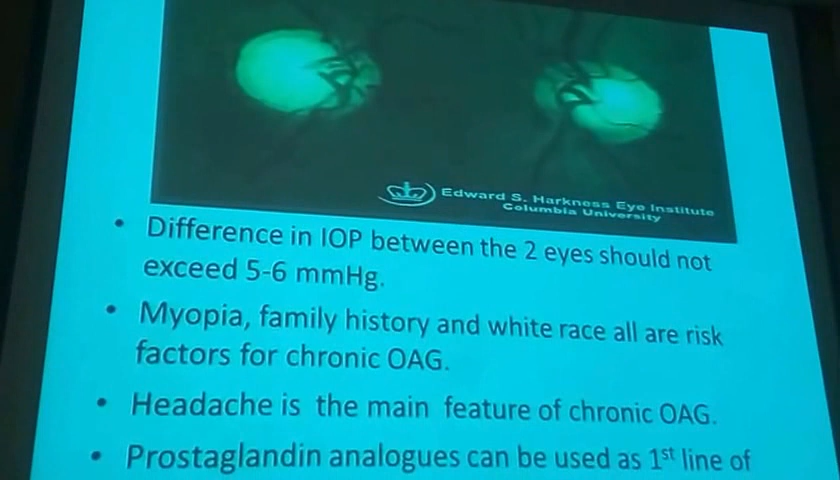 Edward S. Harkness Eye Institute
Columbia University
• Difference in IOP between the 2 eyes should not
exceed 5-6 mmHg.
• Myopia, family history and white race all are risk
factors for chronic OAG.
• Headache is the main feature of chronic OAG.
• Prostaglandin analogues can be used as 1st line of